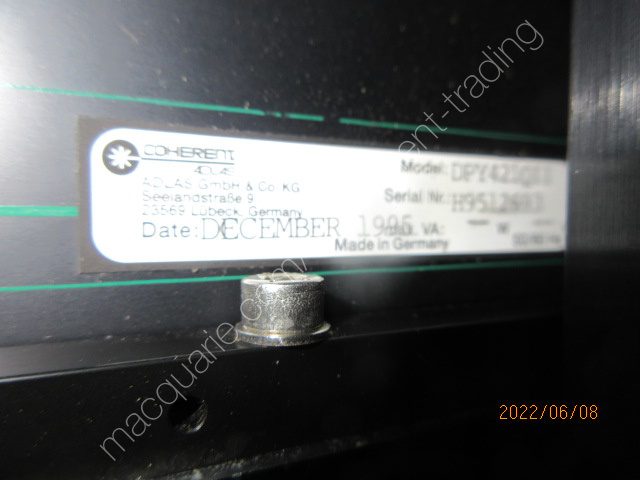 COHERENT
ADLAS
ADLAS GmbH & Co. KG
Seelandstraße 9
23569 Lübeck, Germany
Date: DECEMBER 1995
Model:
Serial Nr.:
VA:
Made in Germany
macquarie.com/ -trading
2022/06/08